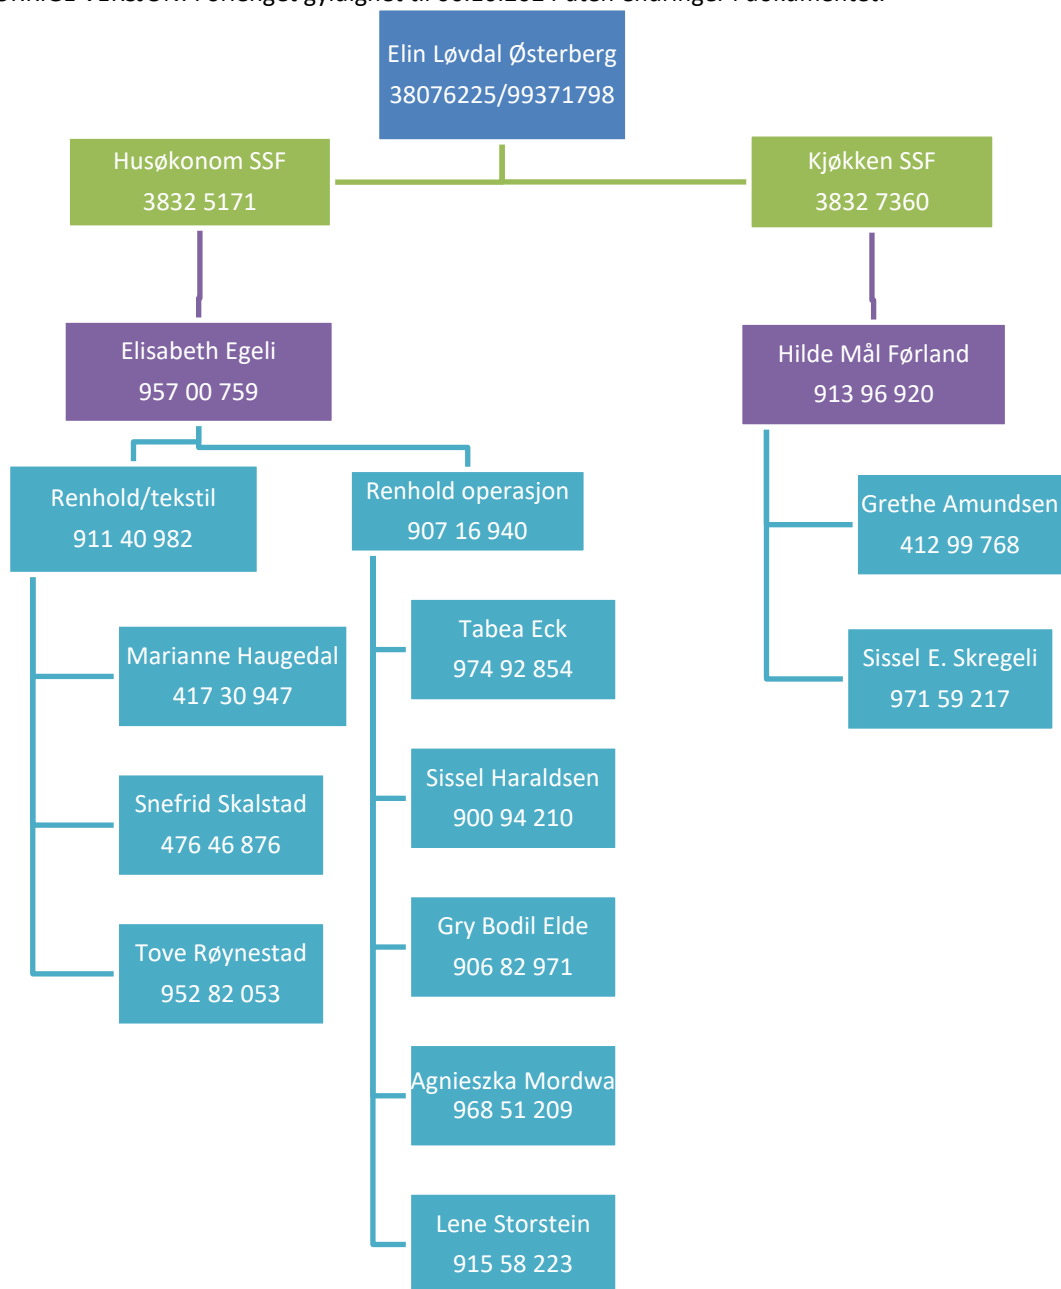 Elin Løvdal Østerberg
38076225/99371798
Husøkonom SSF
3832 5171
Kjøkken SSF
3832 7360
Elisabeth Egeli
957 00 759
Hilde Mål Førland
913 96 920
Renhold/tekstil
911 40 982
Renhold operasjon
907 16 940
Grethe Amundsen
412 99 768
Marianne Haugedal
417 30 947
Tabea Eck
974 92 854
Sissel E. Skregeli
971 59 217
Snefrid Skalstad
476 46 876
Sissel Haraldsen
900 94 210
Tove Røynestad
952 82 053
Gry Bodil Elde
906 82 971
Agnieszka Mordwa
968 51 209
Lene Storstein
915 58 223